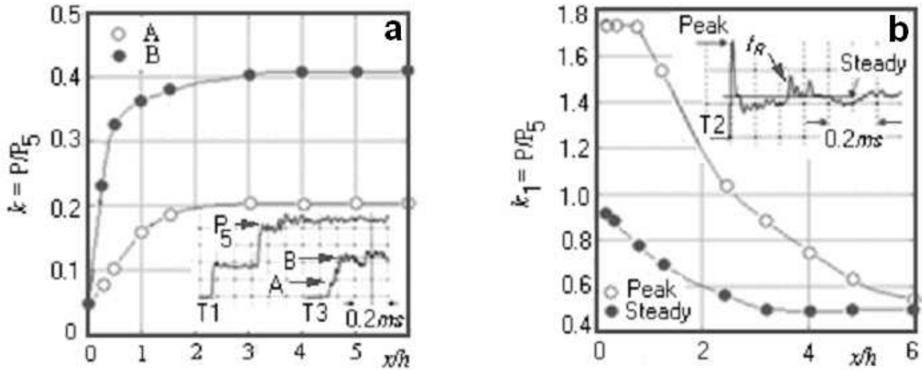 a
0.5
0.4
0.3
0.2
0.1
0
k = P/P5
A
B
P5
B
A
T1
T3
0.2ms
0
1
2
3
4
5
x/h
b
1.8
1.6
1.4
1.2
1.0
0.8
0.6
0.4
k1 = P/P5
Peak
Steady
T2
0.2ms
Peak
Steady
0
2
4
6
x/h